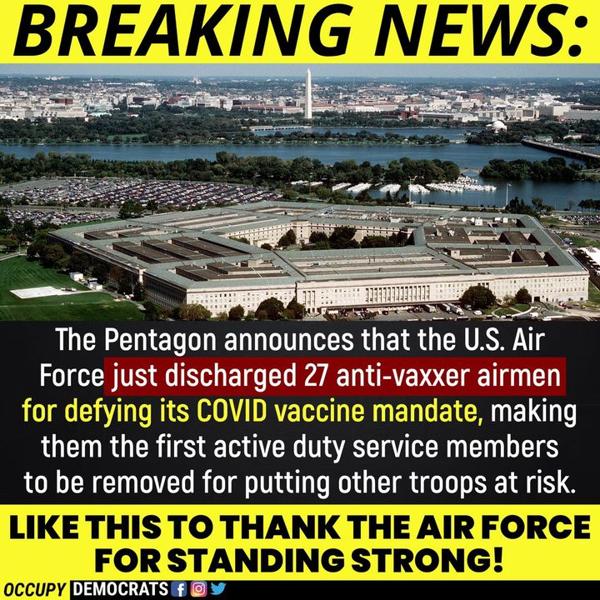 BREAKING NEWS:
The Pentagon announces that the U.S. Air
Force just discharged 27 anti-vaxxer airmen
for defying its COVID vaccine mandate, making
them the first active duty service members
to be removed for putting other troops at risk.
LIKE THIS TO THANK THE AIR FORCE
FOR STANDING STRONG!
OCCUPY DEMOCRATS